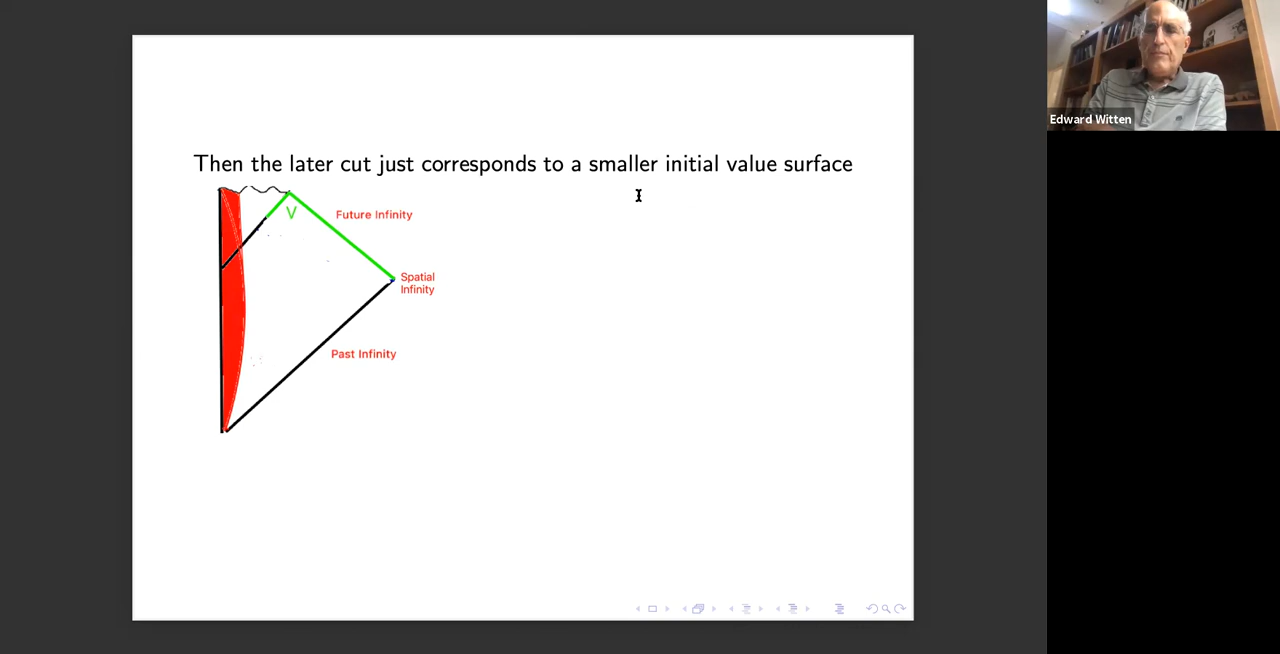 Then the later cut just corresponds to a smaller initial value surface
V
Future Infinity
Spatial
Infinity
Past Infinity
Edward Witten